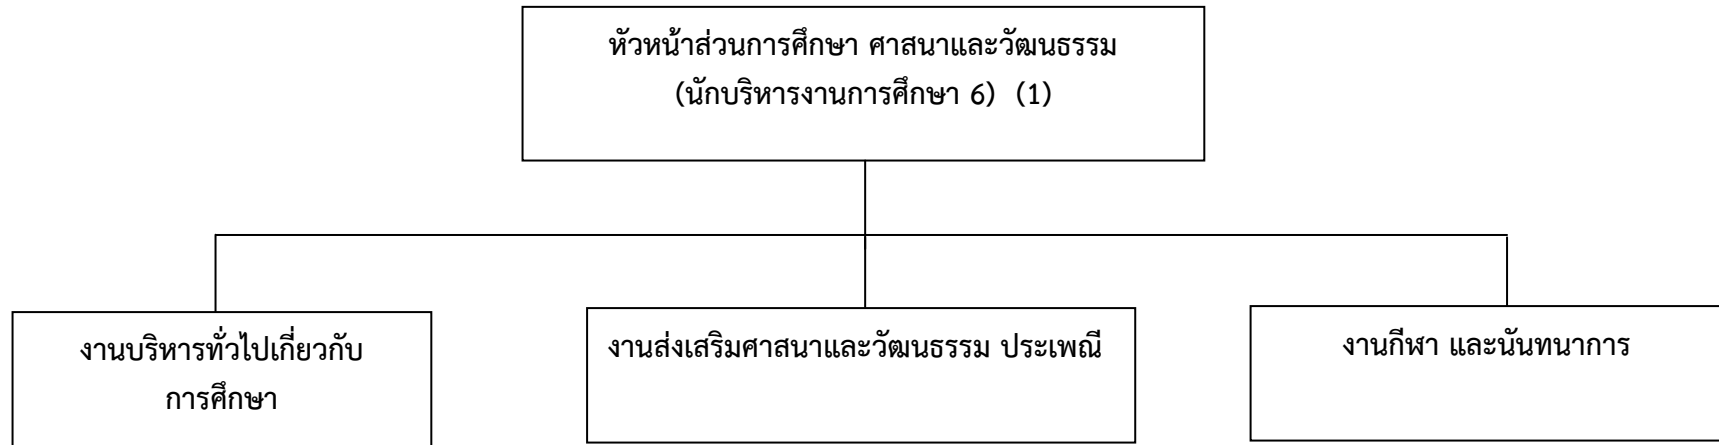 หัวหน้าส่วนการศึกษา ศาสนาและวัฒนธรรม
(นักบริหารงานการศึกษา 6) (1)
งานบริหารทั่วไปเกี่ยวกับ
การศึกษา
งานส่งเสริมศาสนาและวัฒนธรรม ประเพณี
งานกีฬา และนันทนาการ